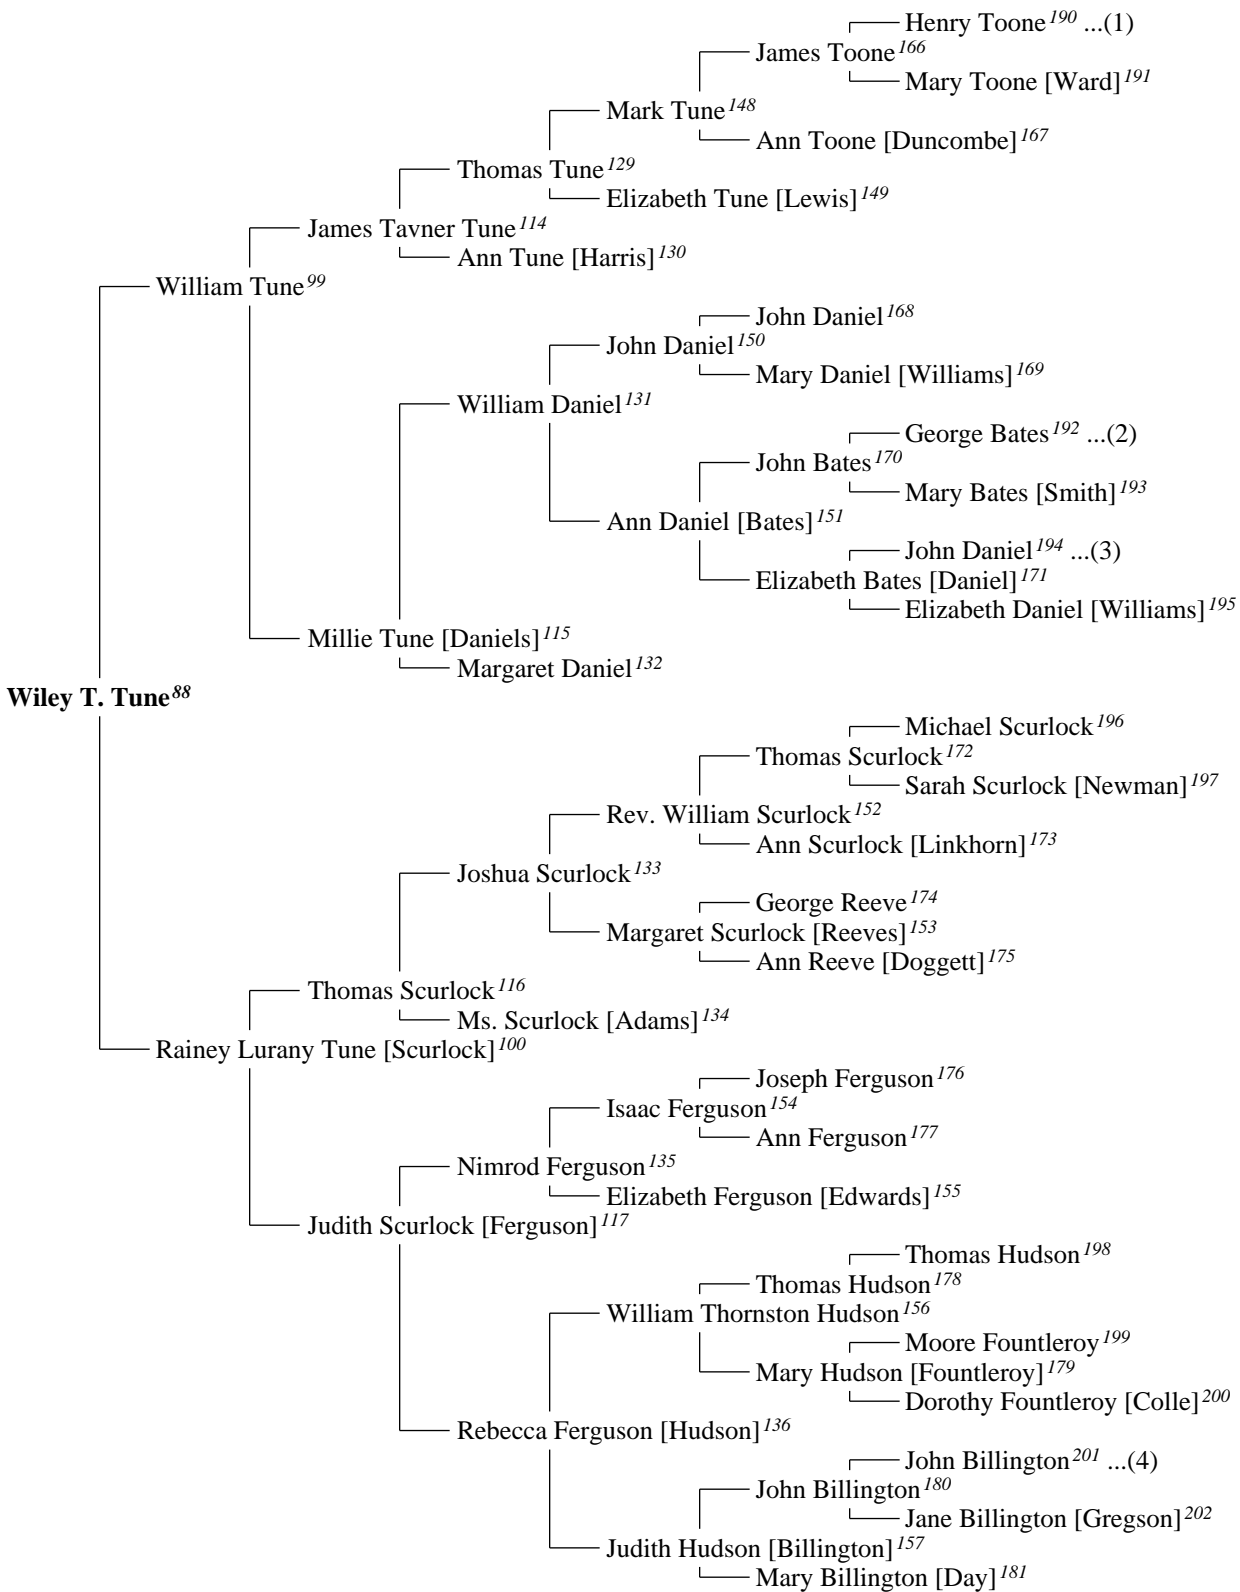 Henry Toone190 ...(1)
James Toone166
Mary Toone [Ward]191
Mark Tune148
Ann Toone [Duncombe]167
Thomas Tune129
Elizabeth Tune [Lewis]149
James Tavner Tune114
Ann Tune [Harris]130
William Tune99
John Daniel168
John Daniel150
Mary Daniel [Williams]169
William Daniel131
George Bates192 ...(2)
John Bates170
Mary Bates [Smith]193
Ann Daniel [Bates]151
John Daniel194 ...(3)
Elizabeth Bates [Daniel]171
Elizabeth Daniel [Williams]195
Millie Tune [Daniels]115
Margaret Daniel132
Wiley T. Tune88
Michael Scurlock196
Thomas Scurlock172
Sarah Scurlock [Newman]197
Rev. William Scurlock152
Ann Scurlock [Linkhorn]173
Joshua Scurlock133
George Reeve174
Margaret Scurlock [Reeves]153
Ann Reeve [Doggett]175
Thomas Scurlock116
Ms. Scurlock [Adams]134
Rainey Lurany Tune [Scurlock]100
Joseph Ferguson176
Isaac Ferguson154
Ann Ferguson177
Nimrod Ferguson135
Elizabeth Ferguson [Edwards]155
Judith Scurlock [Ferguson]117
Thomas Hudson198
Thomas Hudson178
William Thornston Hudson156
Moore Fountleroy199
Mary Hudson [Fountleroy]179
Dorothy Fountleroy [Colle]200
Rebecca Ferguson [Hudson]136
John Billington201 ...(4)
John Billington180
Jane Billington [Gregson]202
Judith Hudson [Billington]157
Mary Billington [Day]181